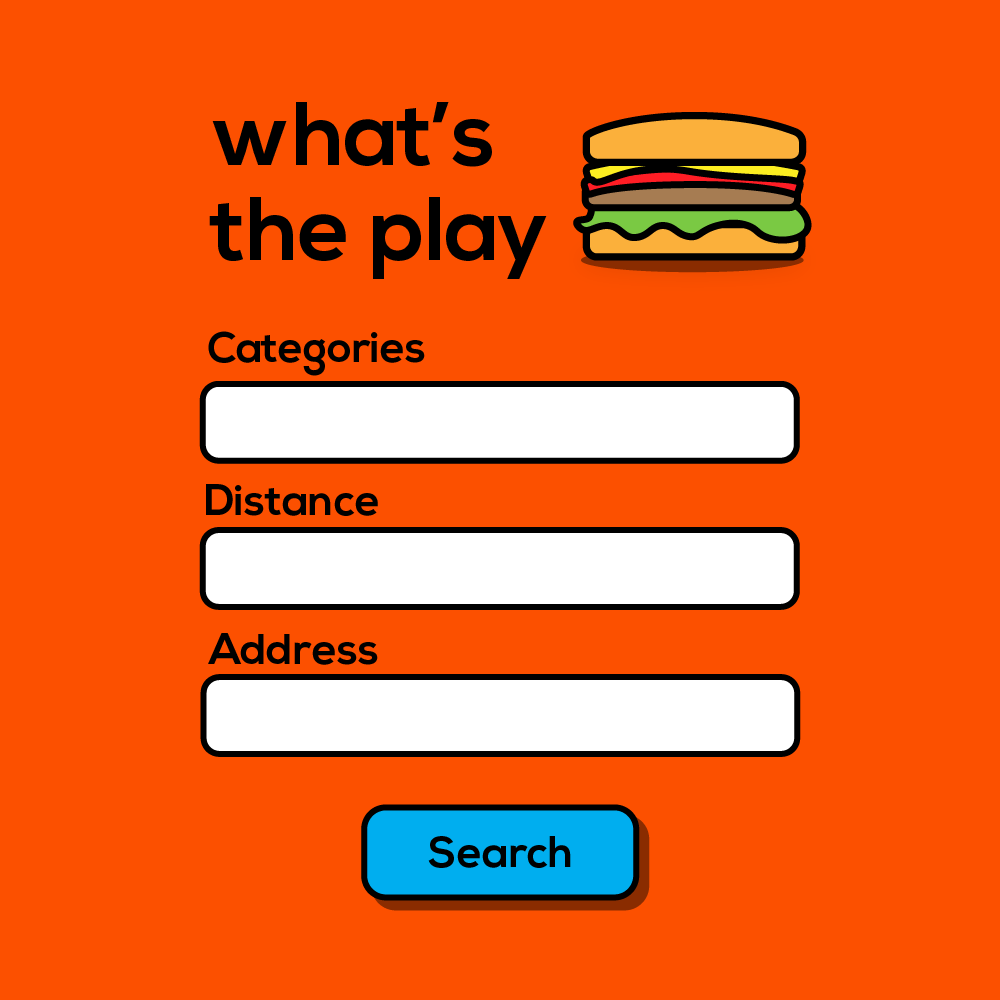 what’s
the play
Categories
Distance
Address
Search